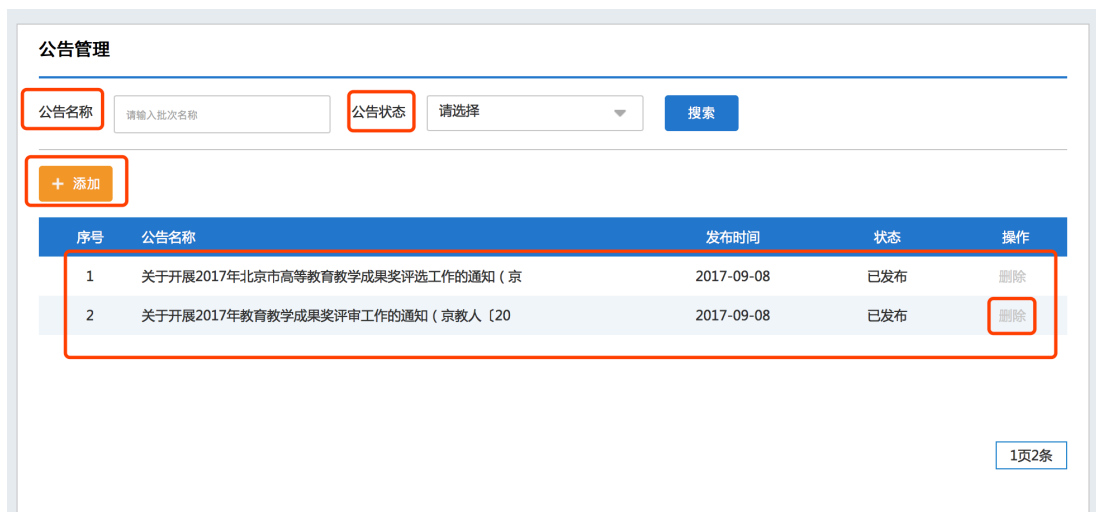 公告管理
公告名称 请输入批次名称 公告状态 请选择 搜索
+ 添加
序号 公告名称 发布时间 状态 操作
1 关于开展2017年北京市高等教育教学成果奖评选工作的通知（京 2017-09-08 已发布 删除
2 关于开展2017年教育教学成果奖评审工作的通知（京教人〔20 2017-09-08 已发布 删除
1页2条